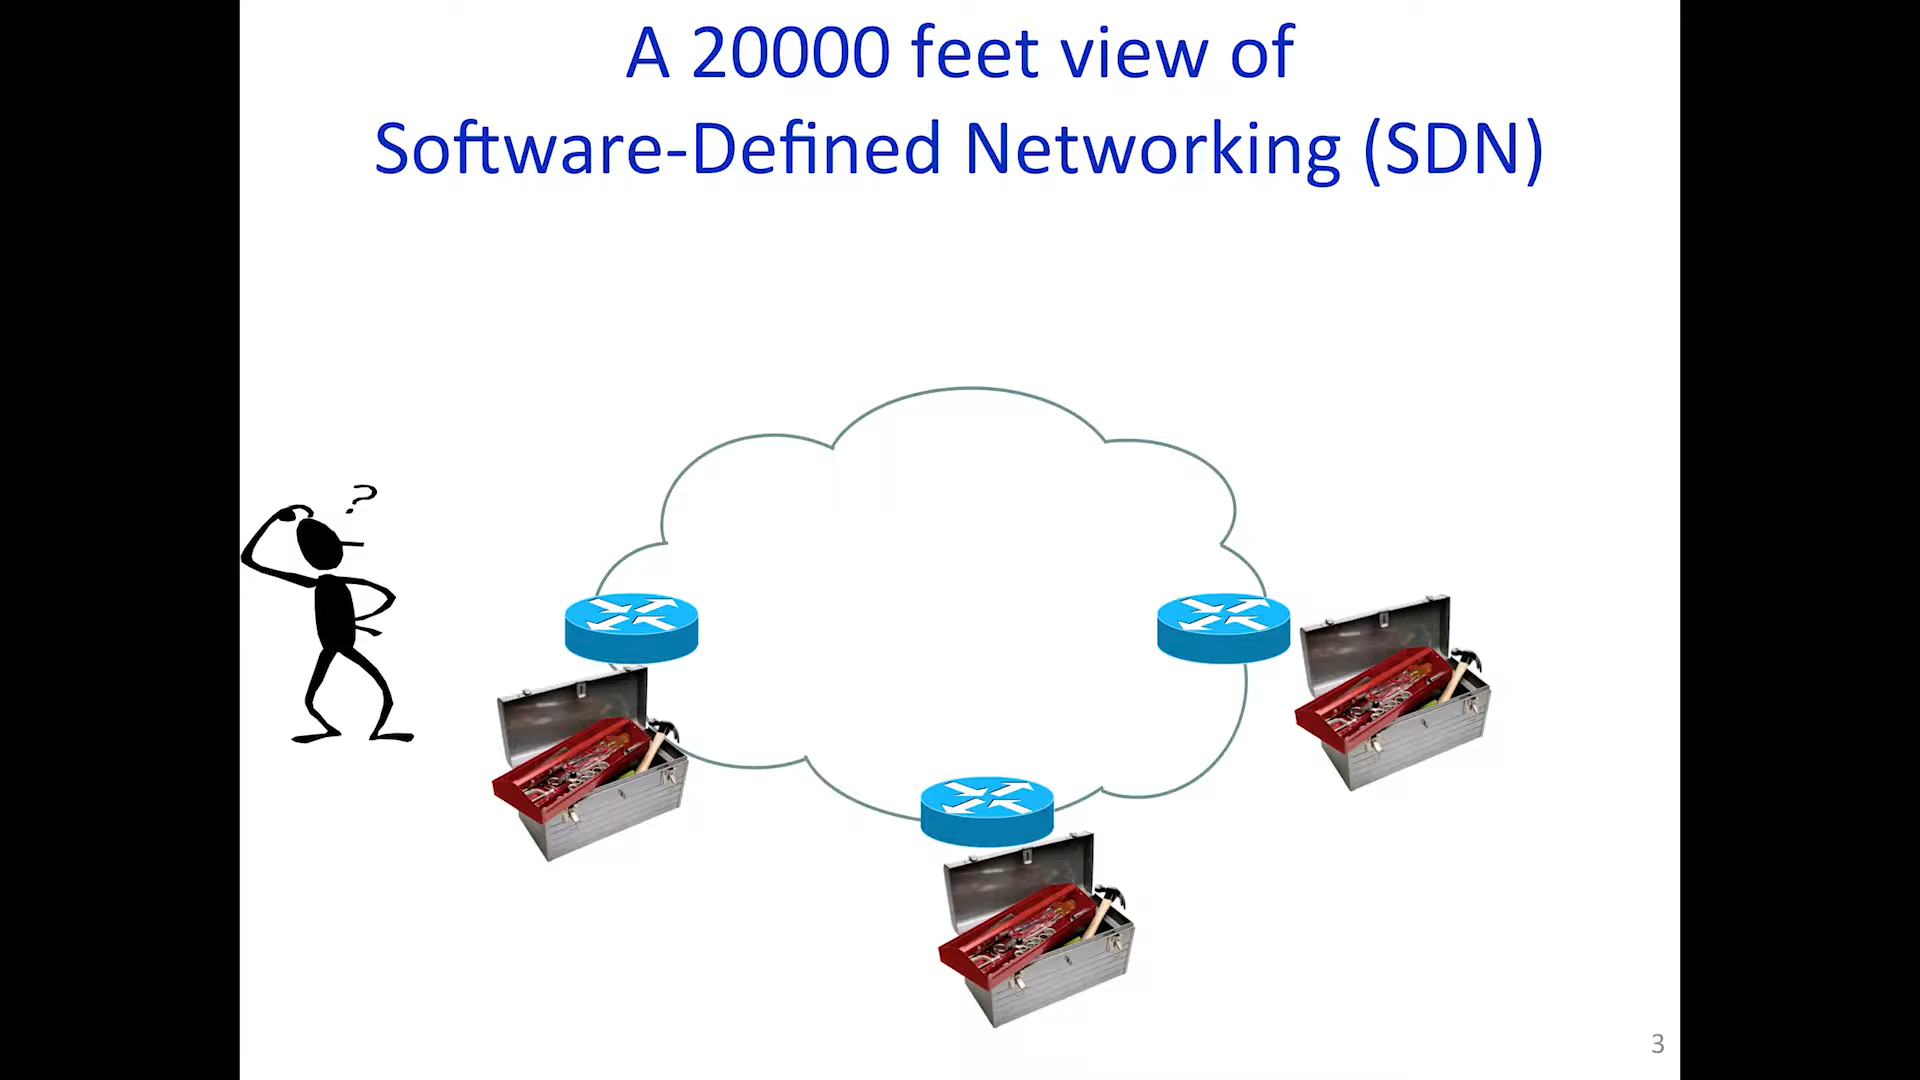 A 20000 feet view of
Software-Defined Networking (SDN)
?
3